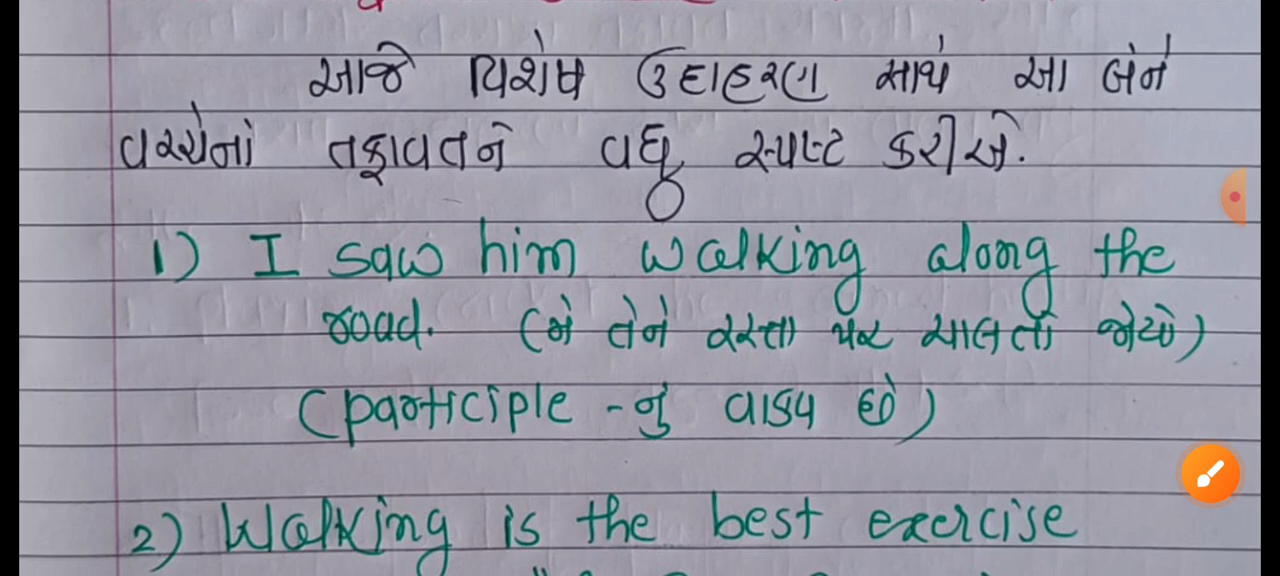 આજે વિશેષ ઉદાહરણ સાથે આ બંને
વચ્ચેનાં તફાવતને વધુ સ્પષ્ટ કરીએ.
1) I saw him walking along the
road. (મેં તેને રસ્તા પર ચાલતો જોયો)
(participle - નું વાક્ય છે)
2) Walking is the best exercise